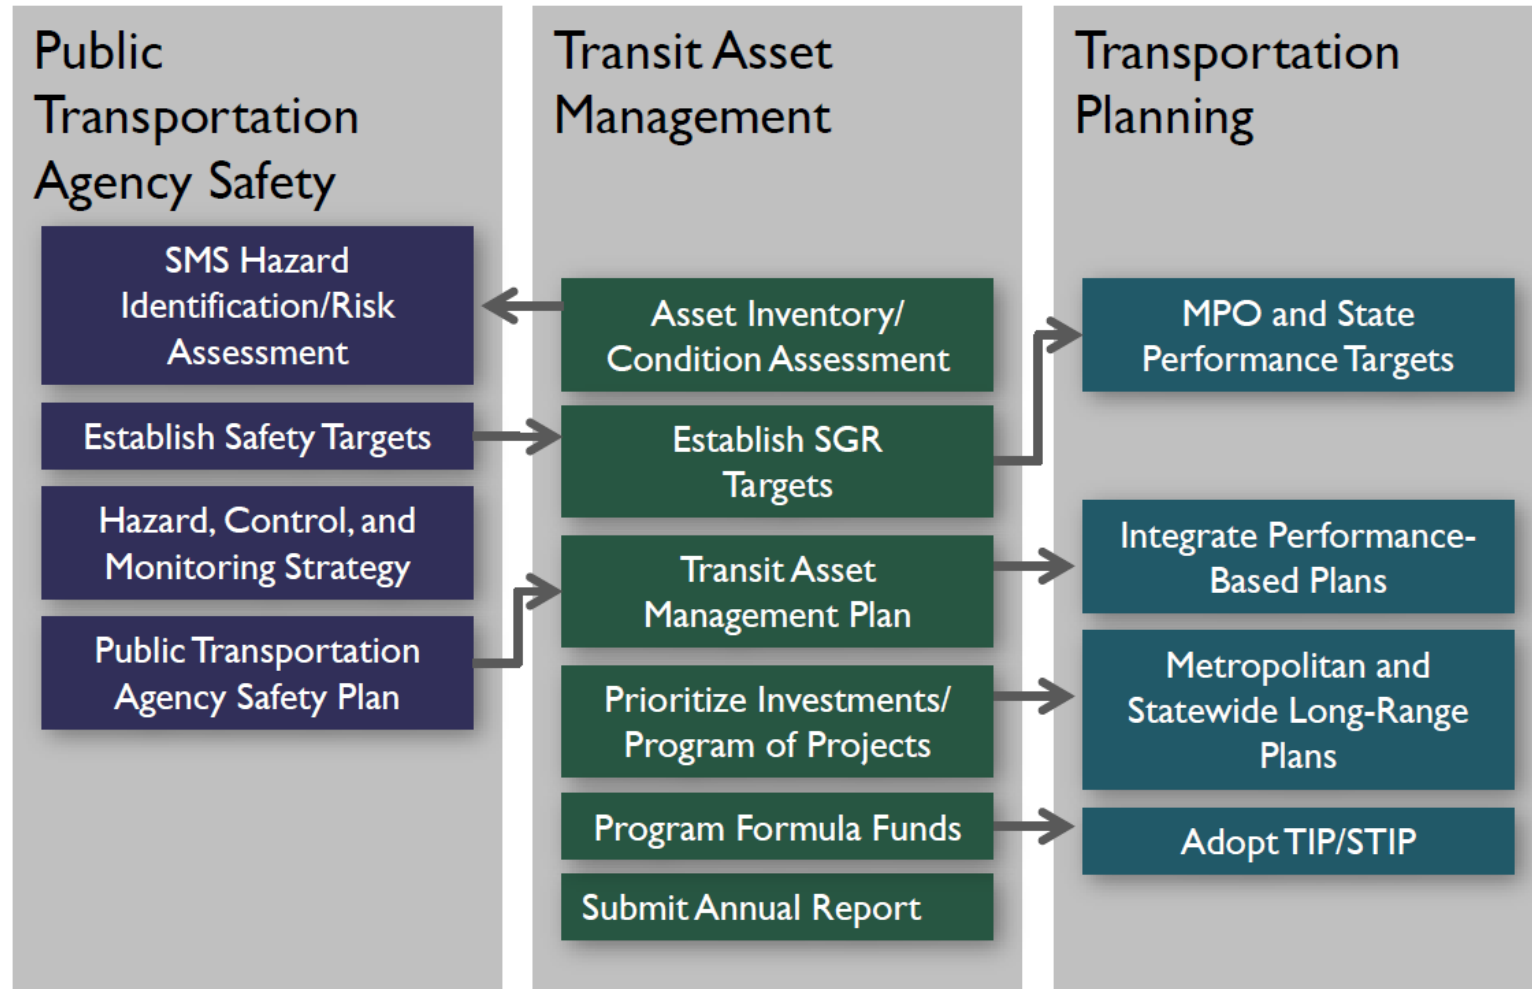 Public
Transportation
Agency Safety
SMS Hazard
Identification/Risk
Assessment
Establish Safety Targets
Hazard, Control, and
Monitoring Strategy
Public Transportation
Agency Safety Plan
Transit Asset
Management
Asset Inventory/
Condition Assessment
Establish SGR
Targets
Transit Asset
Management Plan
Prioritize Investments/
Program of Projects
Program Formula Funds
Submit Annual Report
Transportation
Planning
MPO and State
Performance Targets
Integrate Performance-
Based Plans
Metropolitan and
Statewide Long-Range
Plans
Adopt TIP/STIP